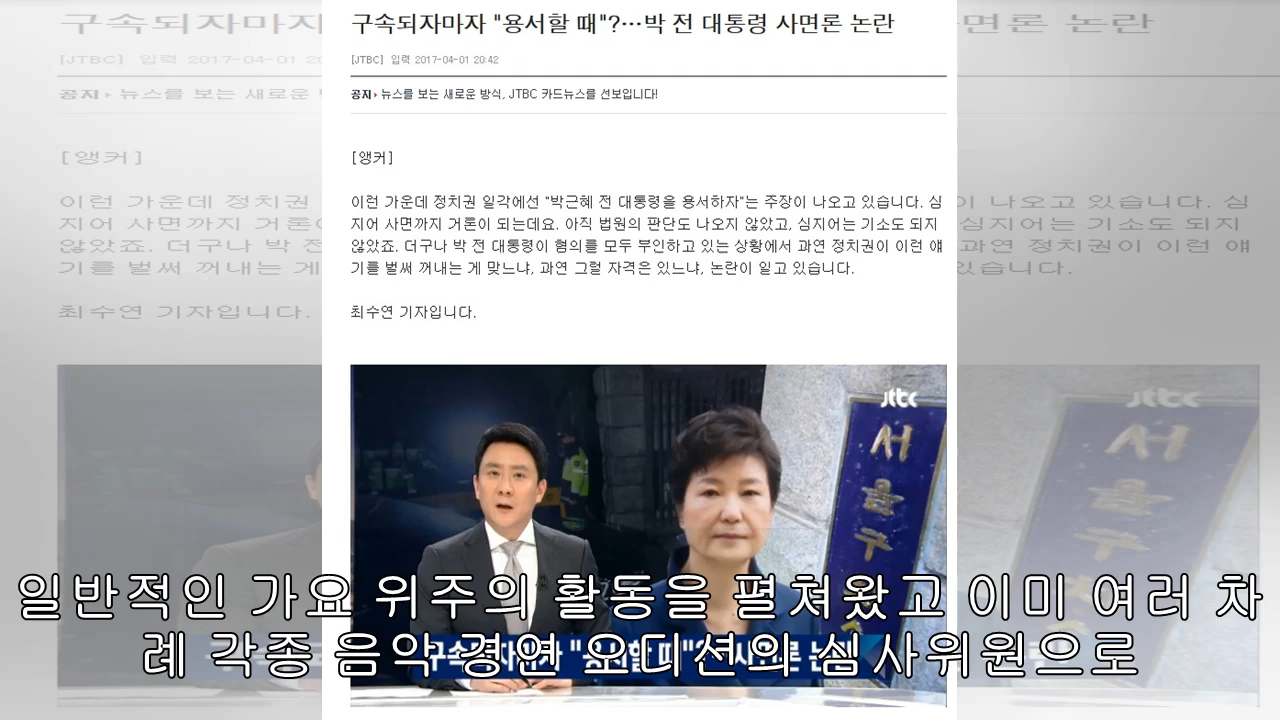 구속되자마자 "용서할 때"?…박 전 대통령 사면론 논란
[JTBC] 입력 2017-04-01 20:42
공지 뉴스를 보는 새로운 방식, JTBC 카드뉴스를 선보입니다!
[앵커]
이런 가운데 정치권 일각에선 "박근혜 전 대통령을 용서하자"는 주장이 나오고 있습니다. 심
지어 사면까지 거론이 되는데요. 아직 법원의 판단도 나오지 않았고, 심지어는 기소도 되지
않았죠. 더구나 박 전 대통령이 혐의를 모두 부인하고 있는 상황에서 과연 정치권이 이런 얘
기를 벌써 꺼내는 게 맞느냐, 과연 그럴 자격은 있느냐, 논란이 일고 있습니다.
최수연 기자입니다.
jtbc
서울구
일반적인 가요 위주의 활동을 펼쳐왔고 이미 여러 차
례 각종 음악 경연 오디션의 심사위원으로